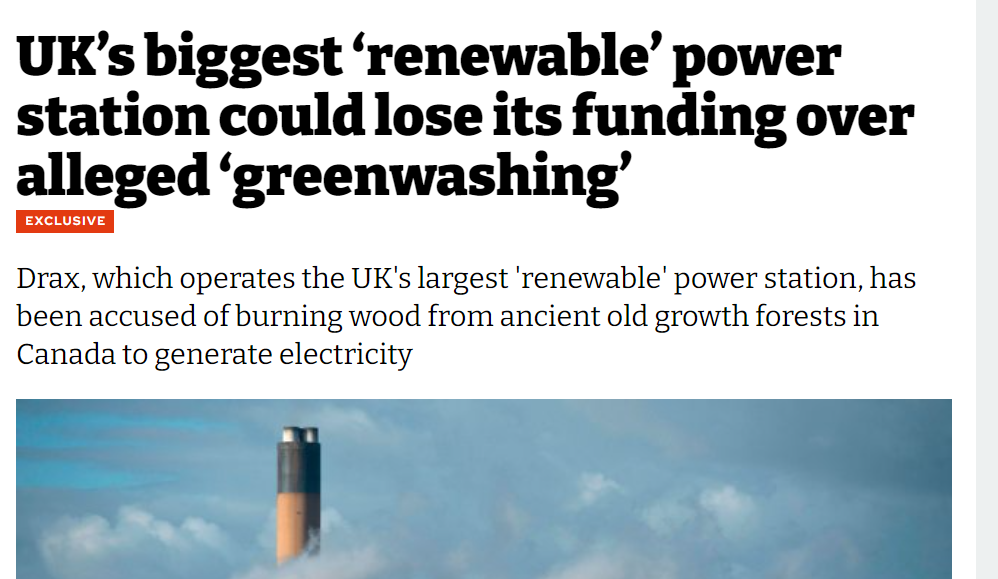 UK’s biggest ‘renewable’ power
station could lose its funding over
alleged ‘greenwashing’
EXCLUSIVE
Drax, which operates the UK's largest 'renewable' power station, has
been accused of burning wood from ancient old growth forests in
Canada to generate electricity